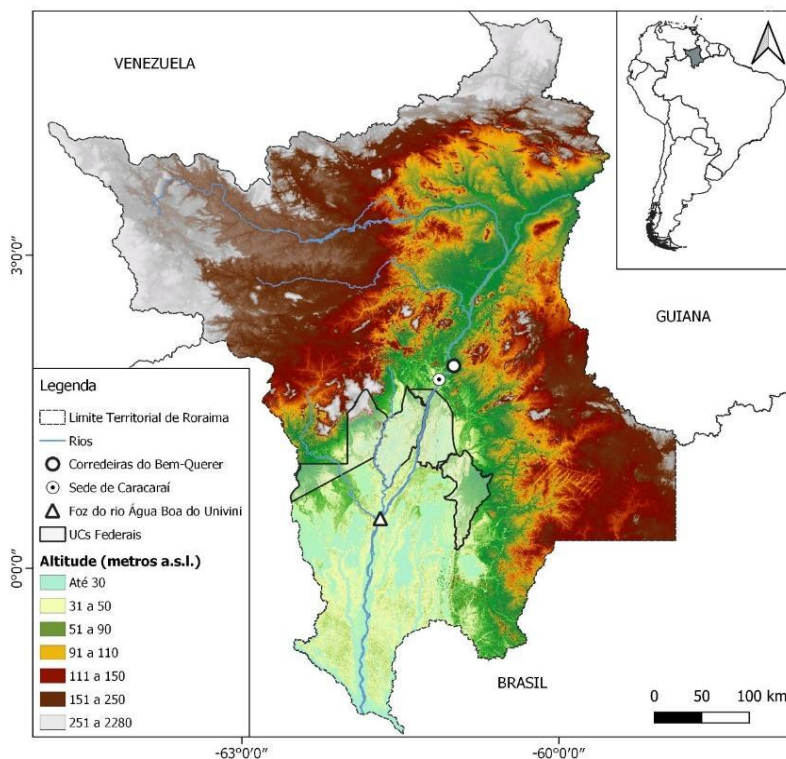 VENEZUELA
3°0'0"
GUIANA
Legenda
Limite Territorial de Roraima
Rios
Corredeiras do Bem-Querer
Sede de Caracaraí
Foz do rio Água Boa do Univini
UCs Federais
Altitude (metros a.s.l.)
Até 30
31 a 50
51 a 90
91 a 110
111 a 150
151 a 250
251 a 2280
0°0'0"
BRASIL
0 50 100 km
-63°0'0"
-60°0'0"